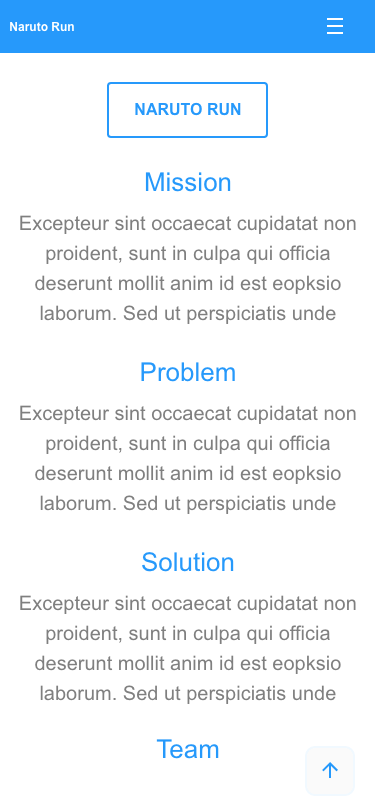 Naruto Run
NARUTO RUN
Mission
Excepteur sint occaecat cupidatat non
proident, sunt in culpa qui officia
deserunt mollit anim id est eopksio
laborum. Sed ut perspiciatis unde
Problem
Excepteur sint occaecat cupidatat non
proident, sunt in culpa qui officia
deserunt mollit anim id est eopksio
laborum. Sed ut perspiciatis unde
Solution
Excepteur sint occaecat cupidatat non
proident, sunt in culpa qui officia
deserunt mollit anim id est eopksio
laborum. Sed ut perspiciatis unde
Team